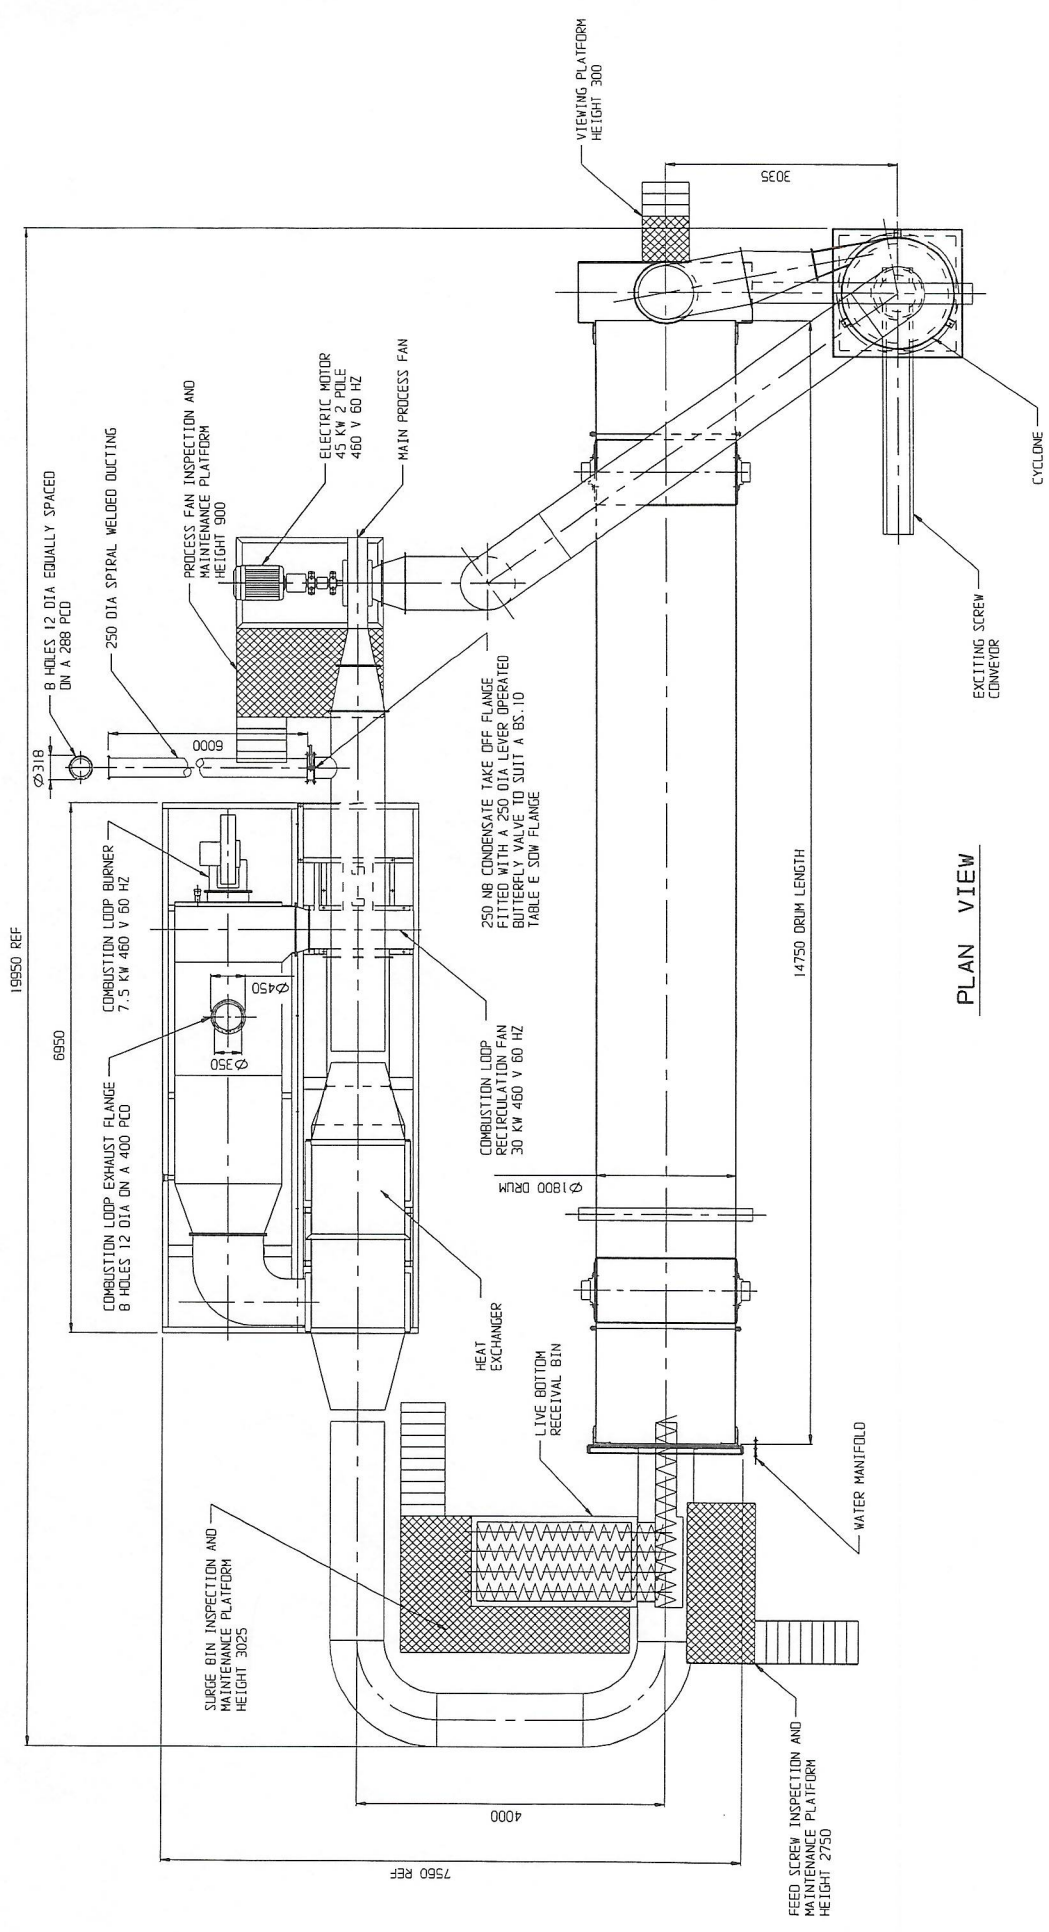 19950 REF
6950
Ø318
8 HOLES 12 DIA EQUALLY SPACED
ON A 288 PCD
250 DIA SPIRAL WELDED DUCTING
PROCESS FAN INSPECTION AND
MAINTENANCE PLATFORM
HEIGHT 900
6000
ELECTRIC MOTOR
45 KW 2 POLE
460 V 60 HZ
MAIN PROCESS FAN
VIEWING PLATFORM
HEIGHT 300
3035
COMBUSTION LOOP BURNER
7.5 KW 460 V 60 HZ
COMBUSTION LOOP EXHAUST FLANGE
8 HOLES 12 DIA ON A 400 PCD
Ø450
Ø350
250 NB CONDENSATE TAKE OFF FLANGE
FITTED WITH A 250 DIA LEVER OPERATED
BUTTERFLY VALVE TO SUIT A BS.10
TABLE E SOW FLANGE
COMBUSTION LOOP
RECIRCULATION FAN
30 KW 460 V 60 HZ
HEAT
EXCHANGER
SURGE BIN INSPECTION AND
MAINTENANCE PLATFORM
HEIGHT 3025
LIVE BOTTOM
RECEIVAL BIN
Ø1800 DRUM
14750 DRUM LENGTH
WATER MANIFOLD
CYCLONE
EXCITING SCREW
CONVEYOR
4000
7560 REF
FEED SCREW INSPECTION AND
MAINTENANCE PLATFORM
HEIGHT 2750
PLAN VIEW